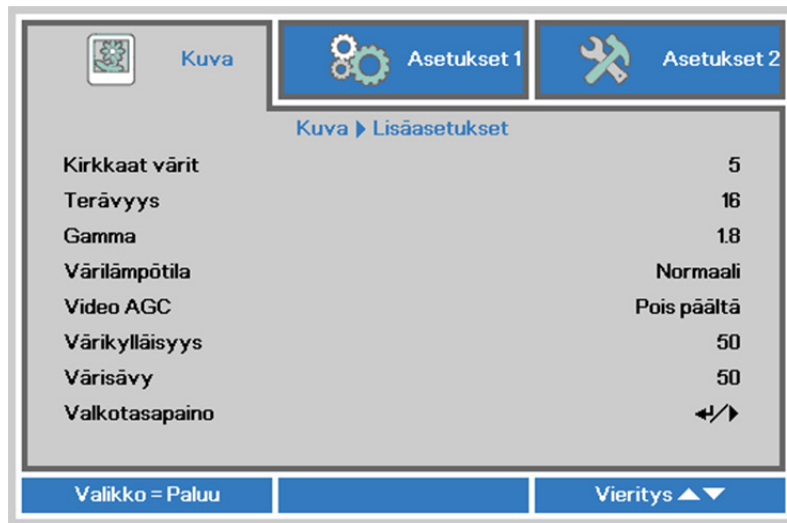 Kuva Asetukset 1 Asetukset 2
Kuva Lisäasetukset
Kirkkaat värit 5
Terävyys 16
Gamma 1.8
Värilämpötila Normaali
Video AGC Pois päältä
Värikylläisyys 50
Värisävy 50
Valkotasapaino ↵/▶
Valikko = Paluu Vieritys ▲▼